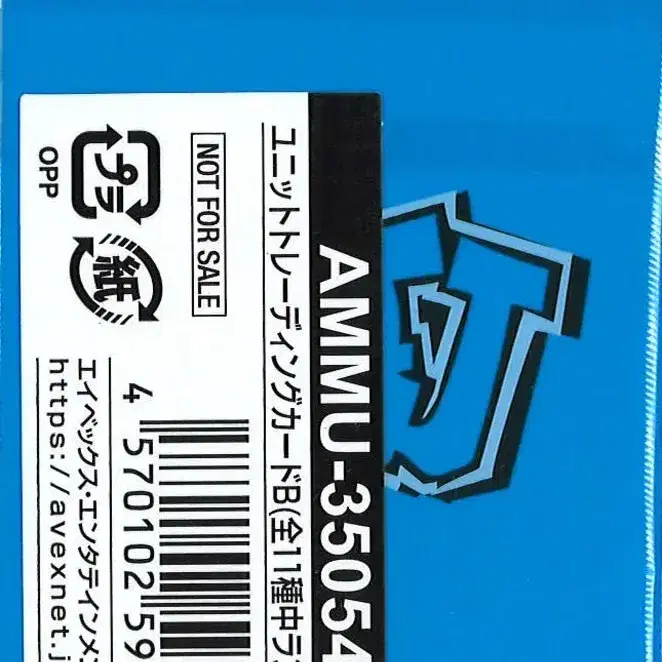 AMMU-35054
ユニットトレーディングカードB(全11種中ラン
NOT FOR SALE
プラ
OPP
紙
4 570102 59
エイベックス・エンタテインメン
https://avexnet.j